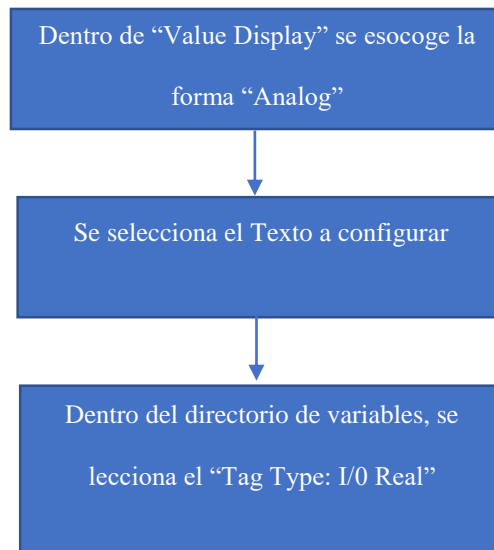 Dentro de “Value Display” se esocoge la
forma “Analog”
Se selecciona el Texto a configurar
Dentro del directorio de variables, se
lecciona el “Tag Type: I/0 Real”